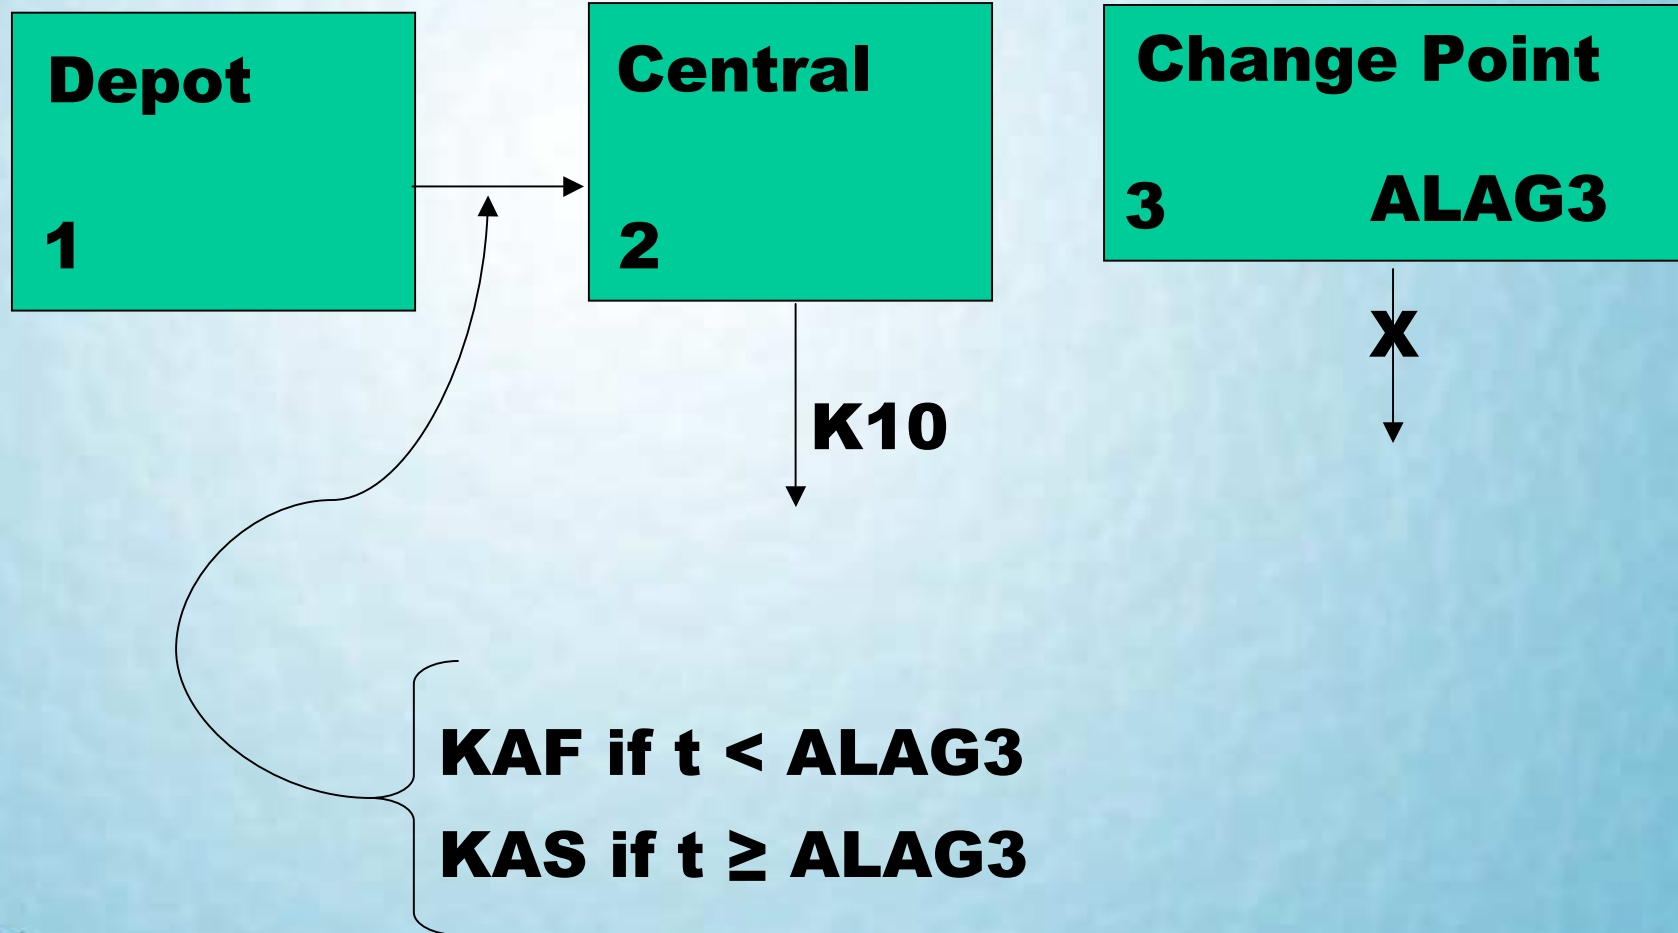 Depot
1
Central
2
Change Point
3 ALAG3
X
K10
KAF if t < ALAG3
KAS if t ≥ ALAG3